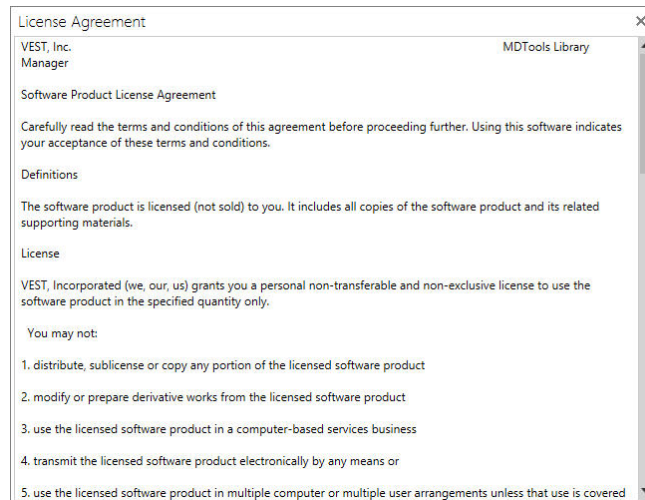 License Agreement
VEST, Inc. MDTools Library
Manager
Software Product License Agreement
Carefully read the terms and conditions of this agreement before proceeding further. Using this software indicates
your acceptance of these terms and conditions.
Definitions
The software product is licensed (not sold) to you. It includes all copies of the software product and its related
supporting materials.
License
VEST, Incorporated (we, our, us) grants you a personal non-transferable and non-exclusive license to use the
software product in the specified quantity only.
You may not:
1. distribute, sublicense or copy any portion of the licensed software product
2. modify or prepare derivative works from the licensed software product
3. use the licensed software product in a computer-based services business
4. transmit the licensed software product electronically by any means or
5. use the licensed software product in multiple computer or multiple user arrangements unless that use is covered